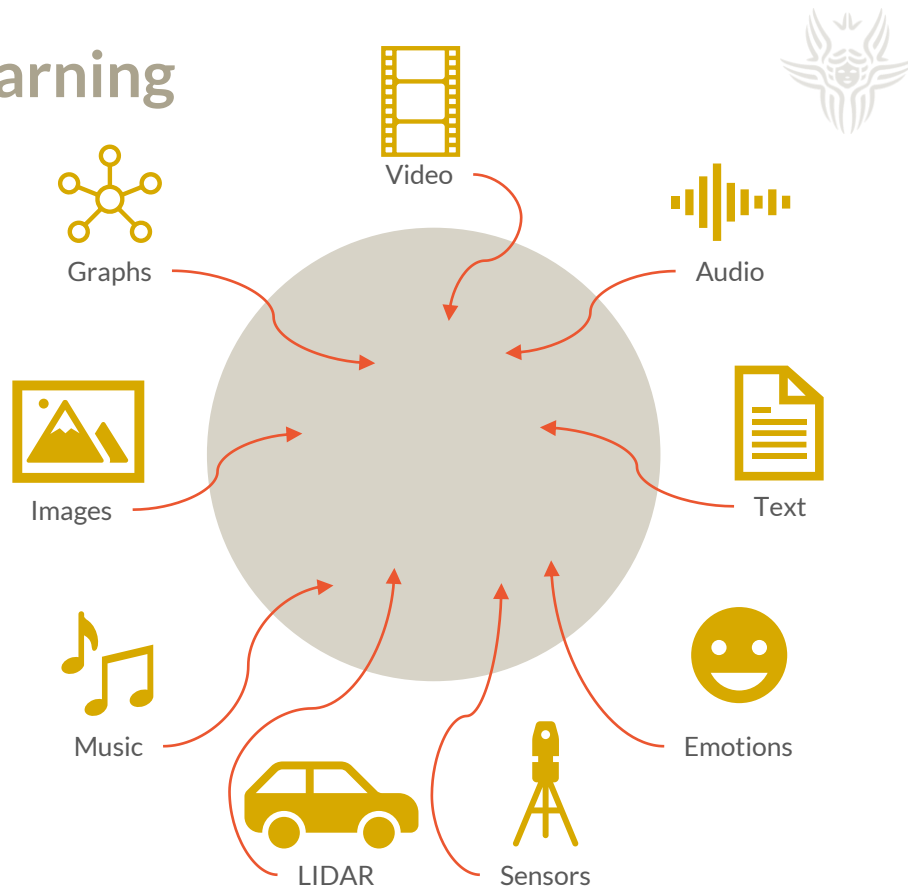 arning
Video
Graphs
Audio
Images
Text
Music
Emotions
LIDAR
Sensors